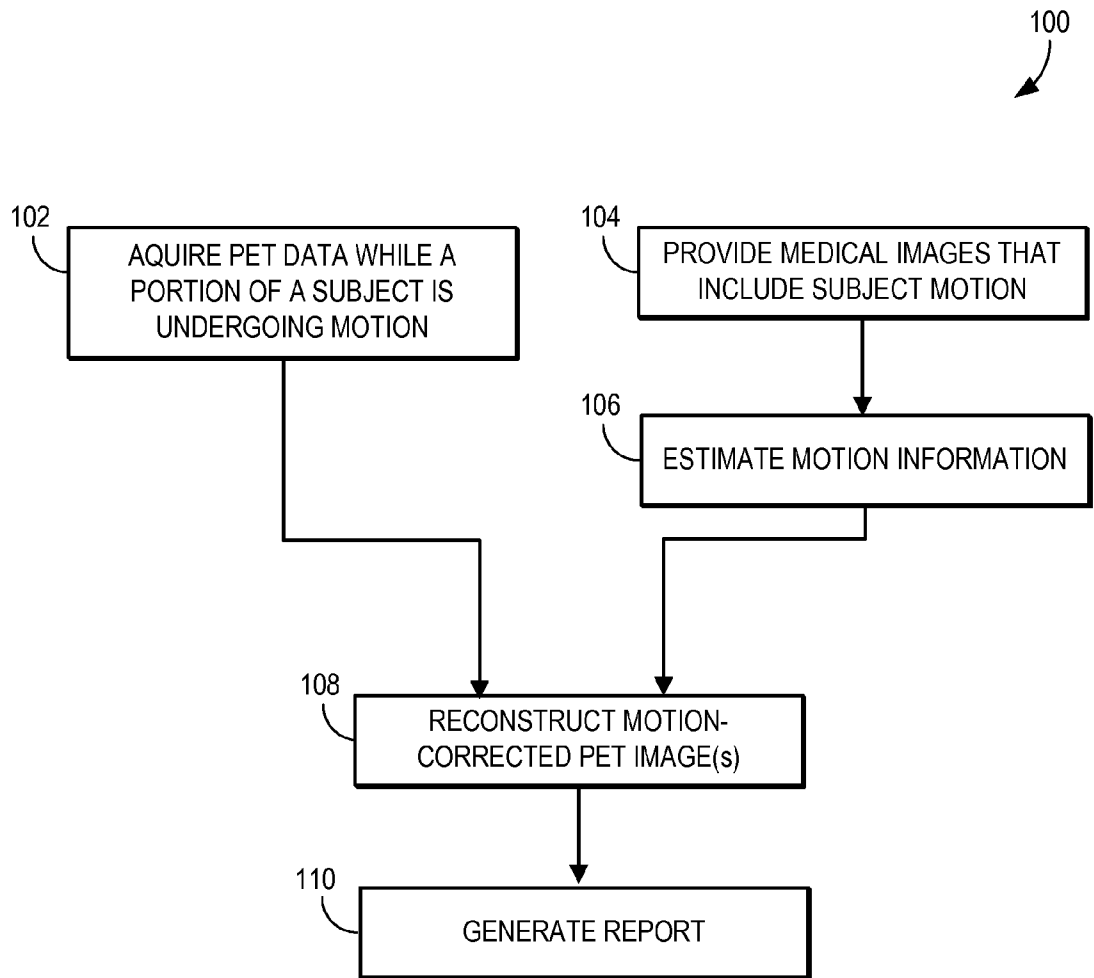 100
102
AQUIRE PET DATA WHILE A
PORTION OF A SUBJECT IS
UNDERGOING MOTION
104
PROVIDE MEDICAL IMAGES THAT
INCLUDE SUBJECT MOTION
106
ESTIMATE MOTION INFORMATION
108
RECONSTRUCT MOTION-
CORRECTED PET IMAGE(s)
110
GENERATE REPORT